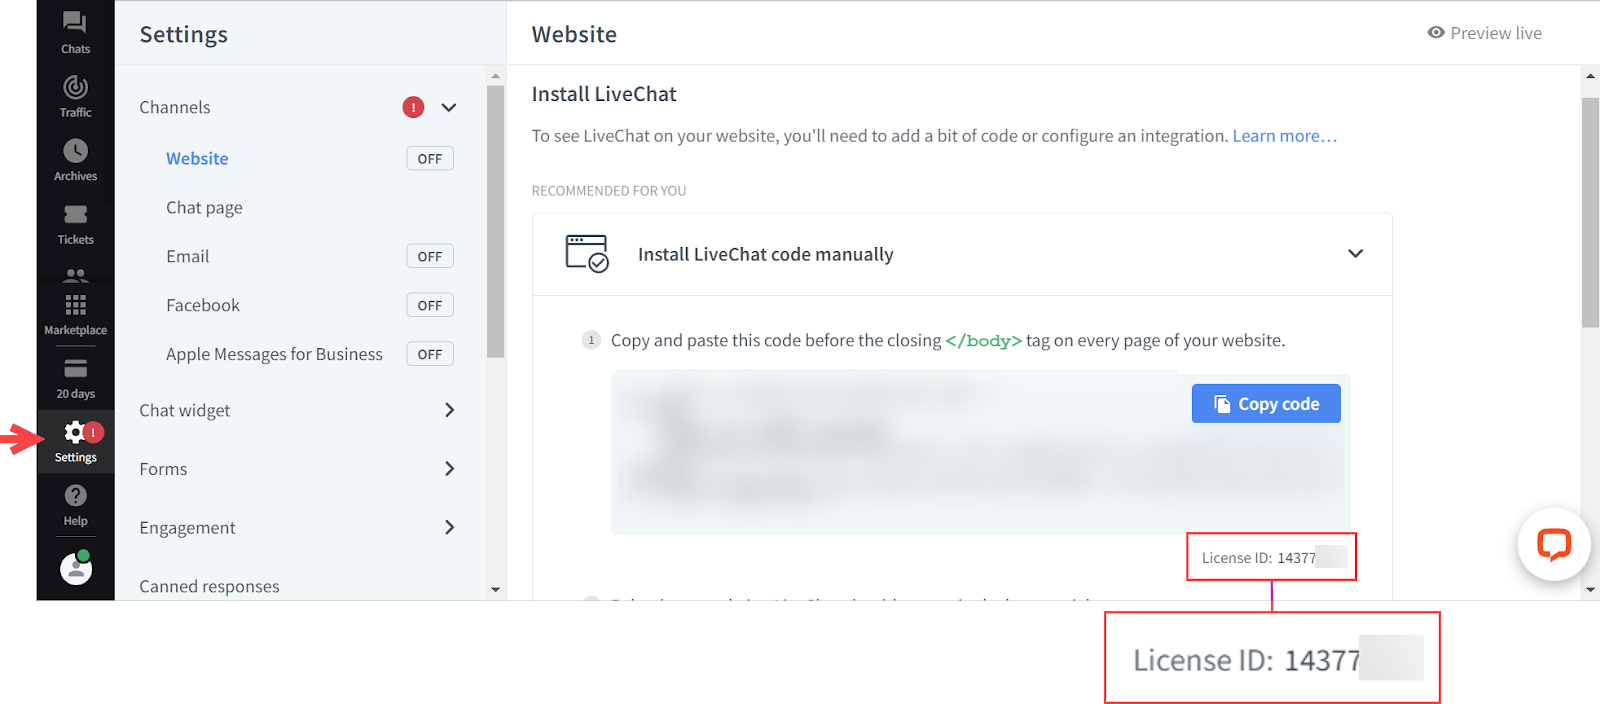 Chats
Traffic
Archives
Tickets
Marketplace
20 days
Settings
Help
Settings
Channels
!
Website
OFF
Chat page
Email
OFF
Facebook
OFF
Apple Messages for Business
OFF
Chat widget
Forms
Engagement
Canned responses
Website
Preview live
Install LiveChat
To see LiveChat on your website, you'll need to add a bit of code or configure an integration. Learn more…
RECOMMENDED FOR YOU
Install LiveChat code manually
1 Copy and paste this code before the closing </body> tag on every page of your website.
Copy code
License ID: 14377
License ID: 14377